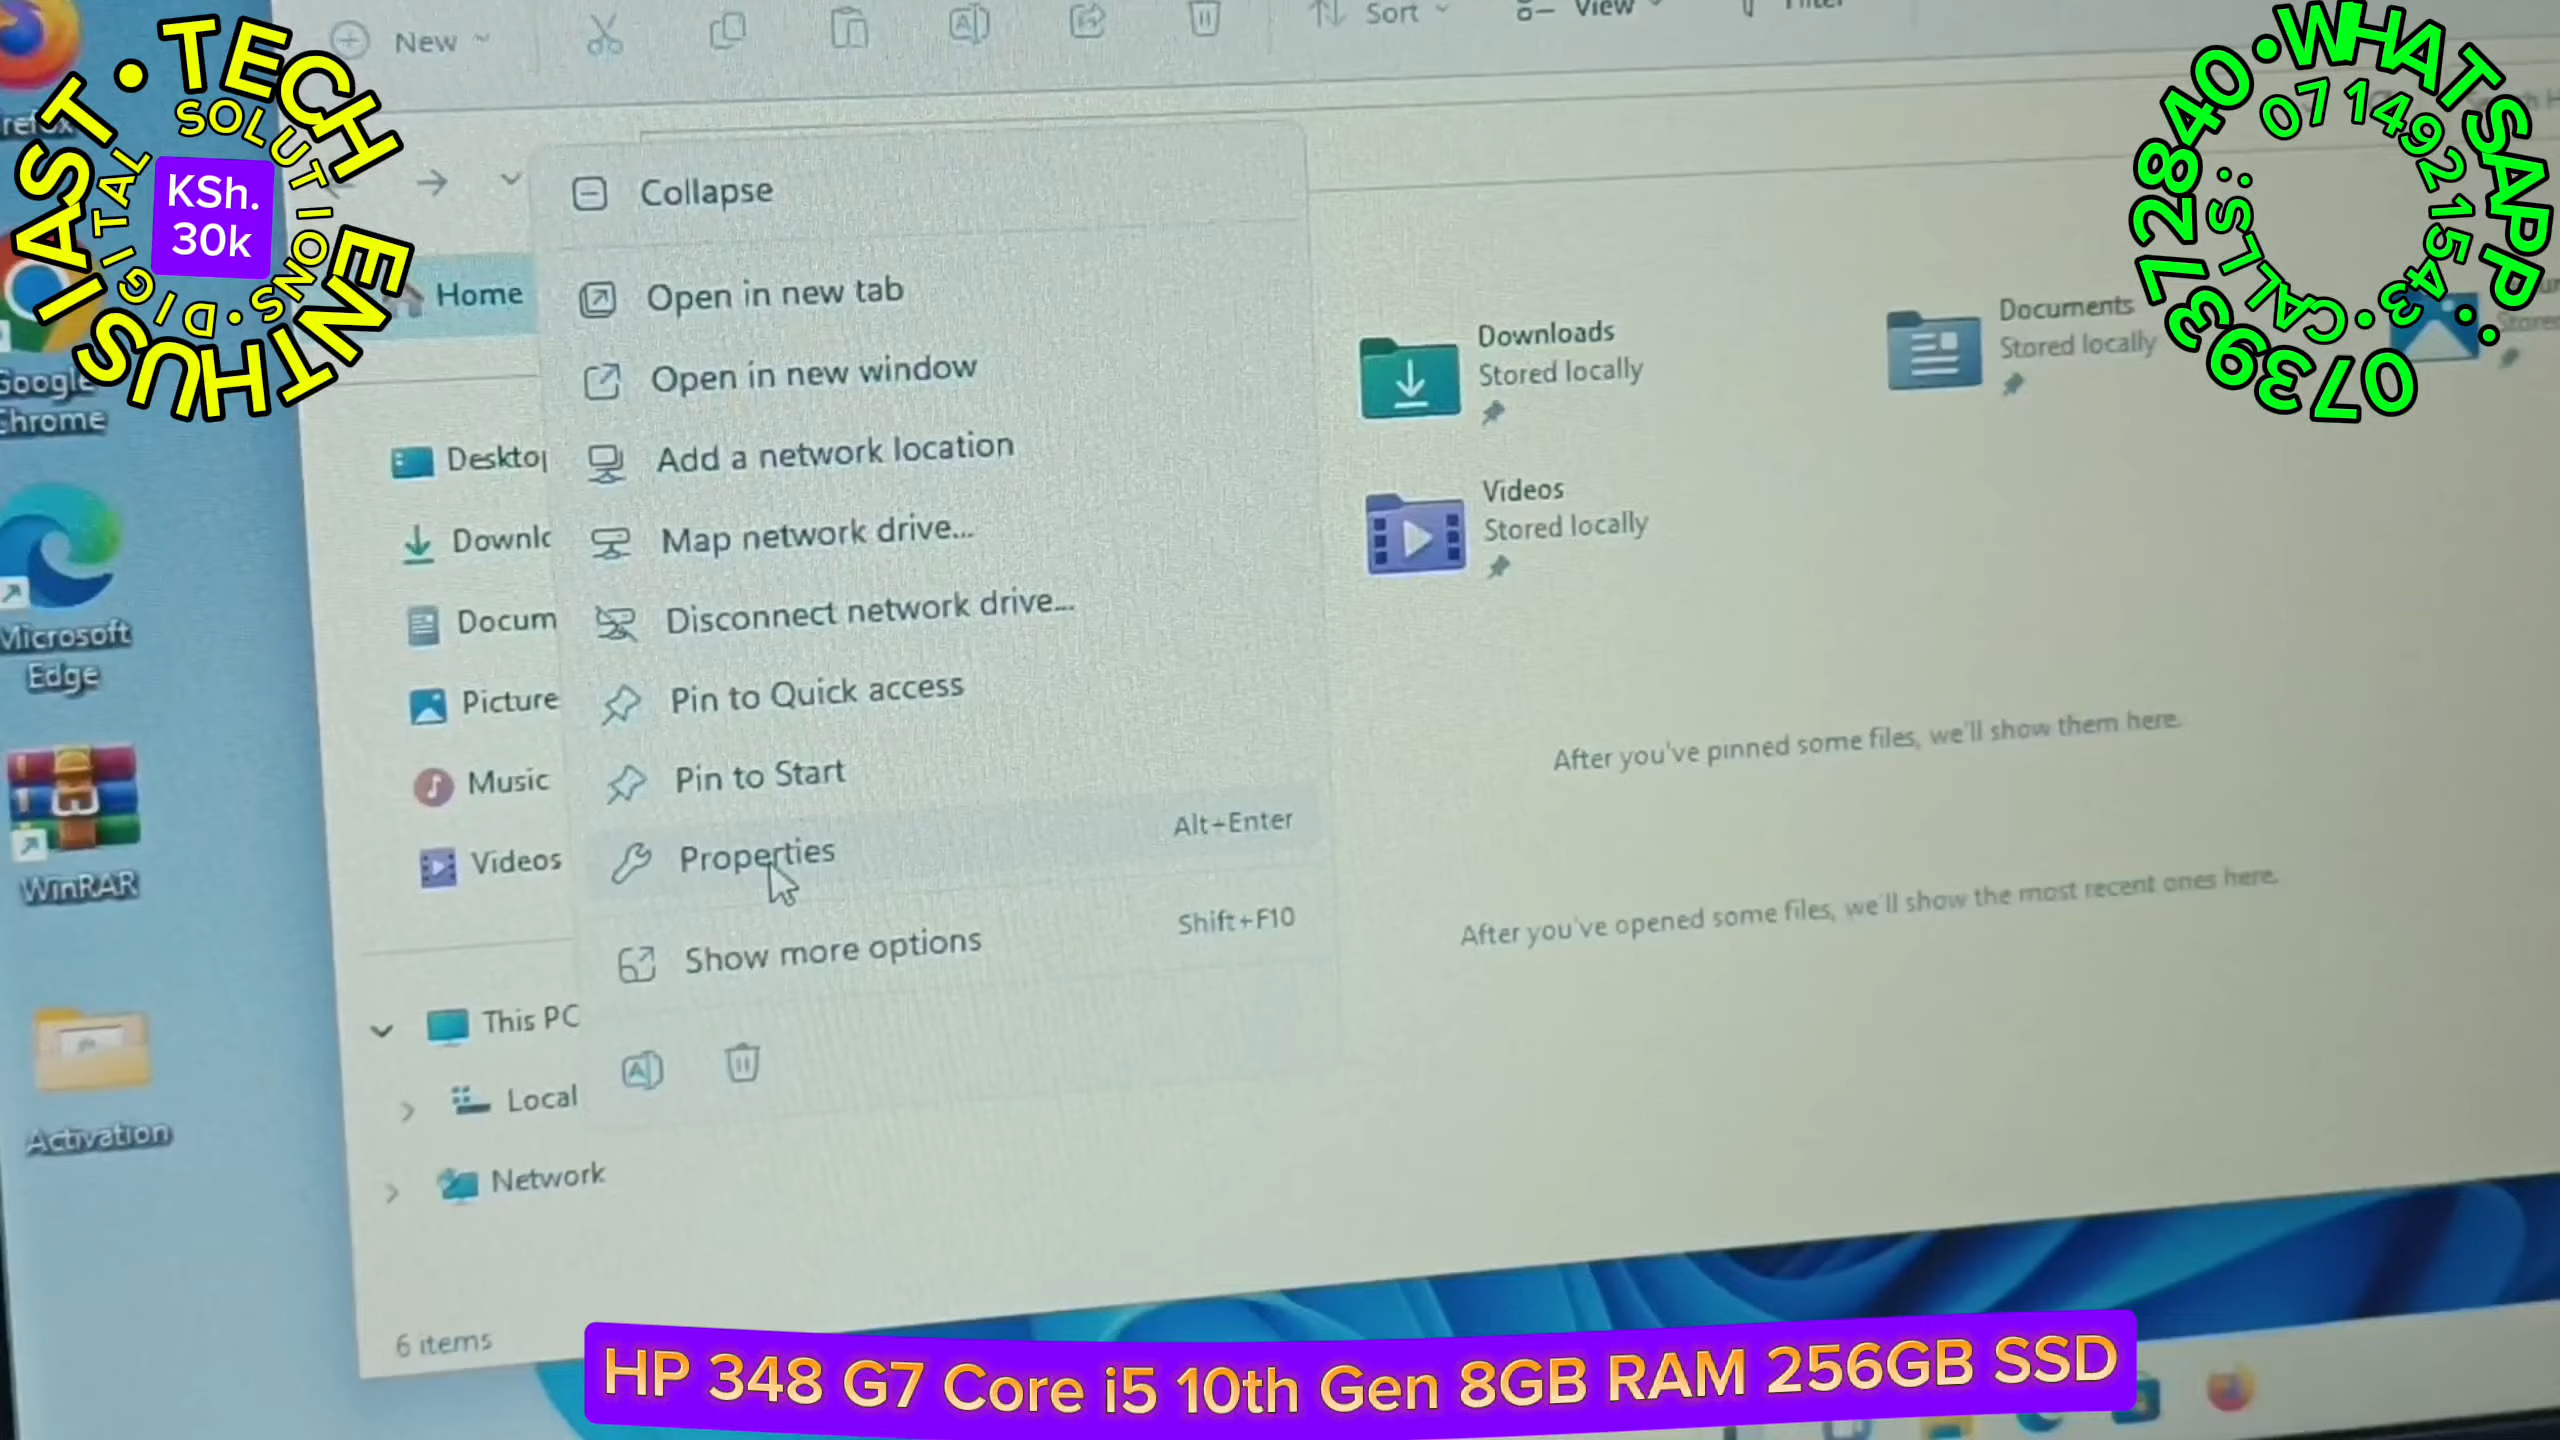 TECH ENTHUSIAST •
DIGITAL SOLUTIONS •
KSh.
30k
WHATSAPP: 0739372840 •
CALLS: 0714921543 •
New
Sort
View
Collapse
Open in new tab
Open in new window
Add a network location
Map network drive...
Disconnect network drive...
Pin to Quick access
Pin to Start
Properties Alt+Enter
Show more options Shift+F10
Home
Deskto
Downlo
Docum
Picture
Music
Videos
This PC
Local
Network
6 items
Downloads
Stored locally
Documents
Stored locally
Videos
Stored locally
After you've pinned some files, we'll show them here.
After you've opened some files, we'll show the most recent ones here.
Google
Chrome
Microsoft
Edge
WinRAR
Activation
HP 348 G7 Core i5 10th Gen 8GB RAM 256GB SSD